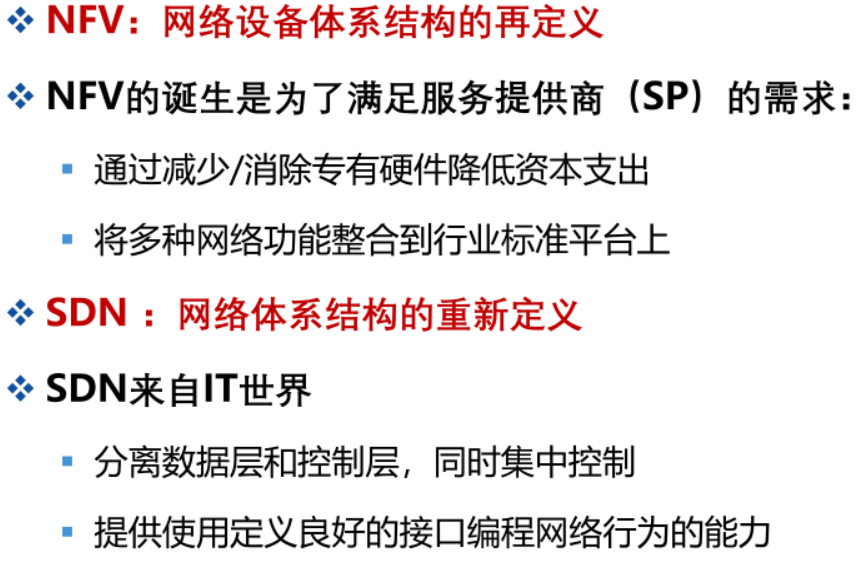 NFV：网络设备体系结构的再定义
NFV的诞生是为了满足服务提供商（SP）的需求：
通过减少/消除专有硬件降低资本支出
将多种网络功能整合到行业标准平台上
SDN ：网络体系结构的重新定义
SDN来自IT世界
分离数据层和控制层，同时集中控制
提供使用定义良好的接口编程网络行为的能力